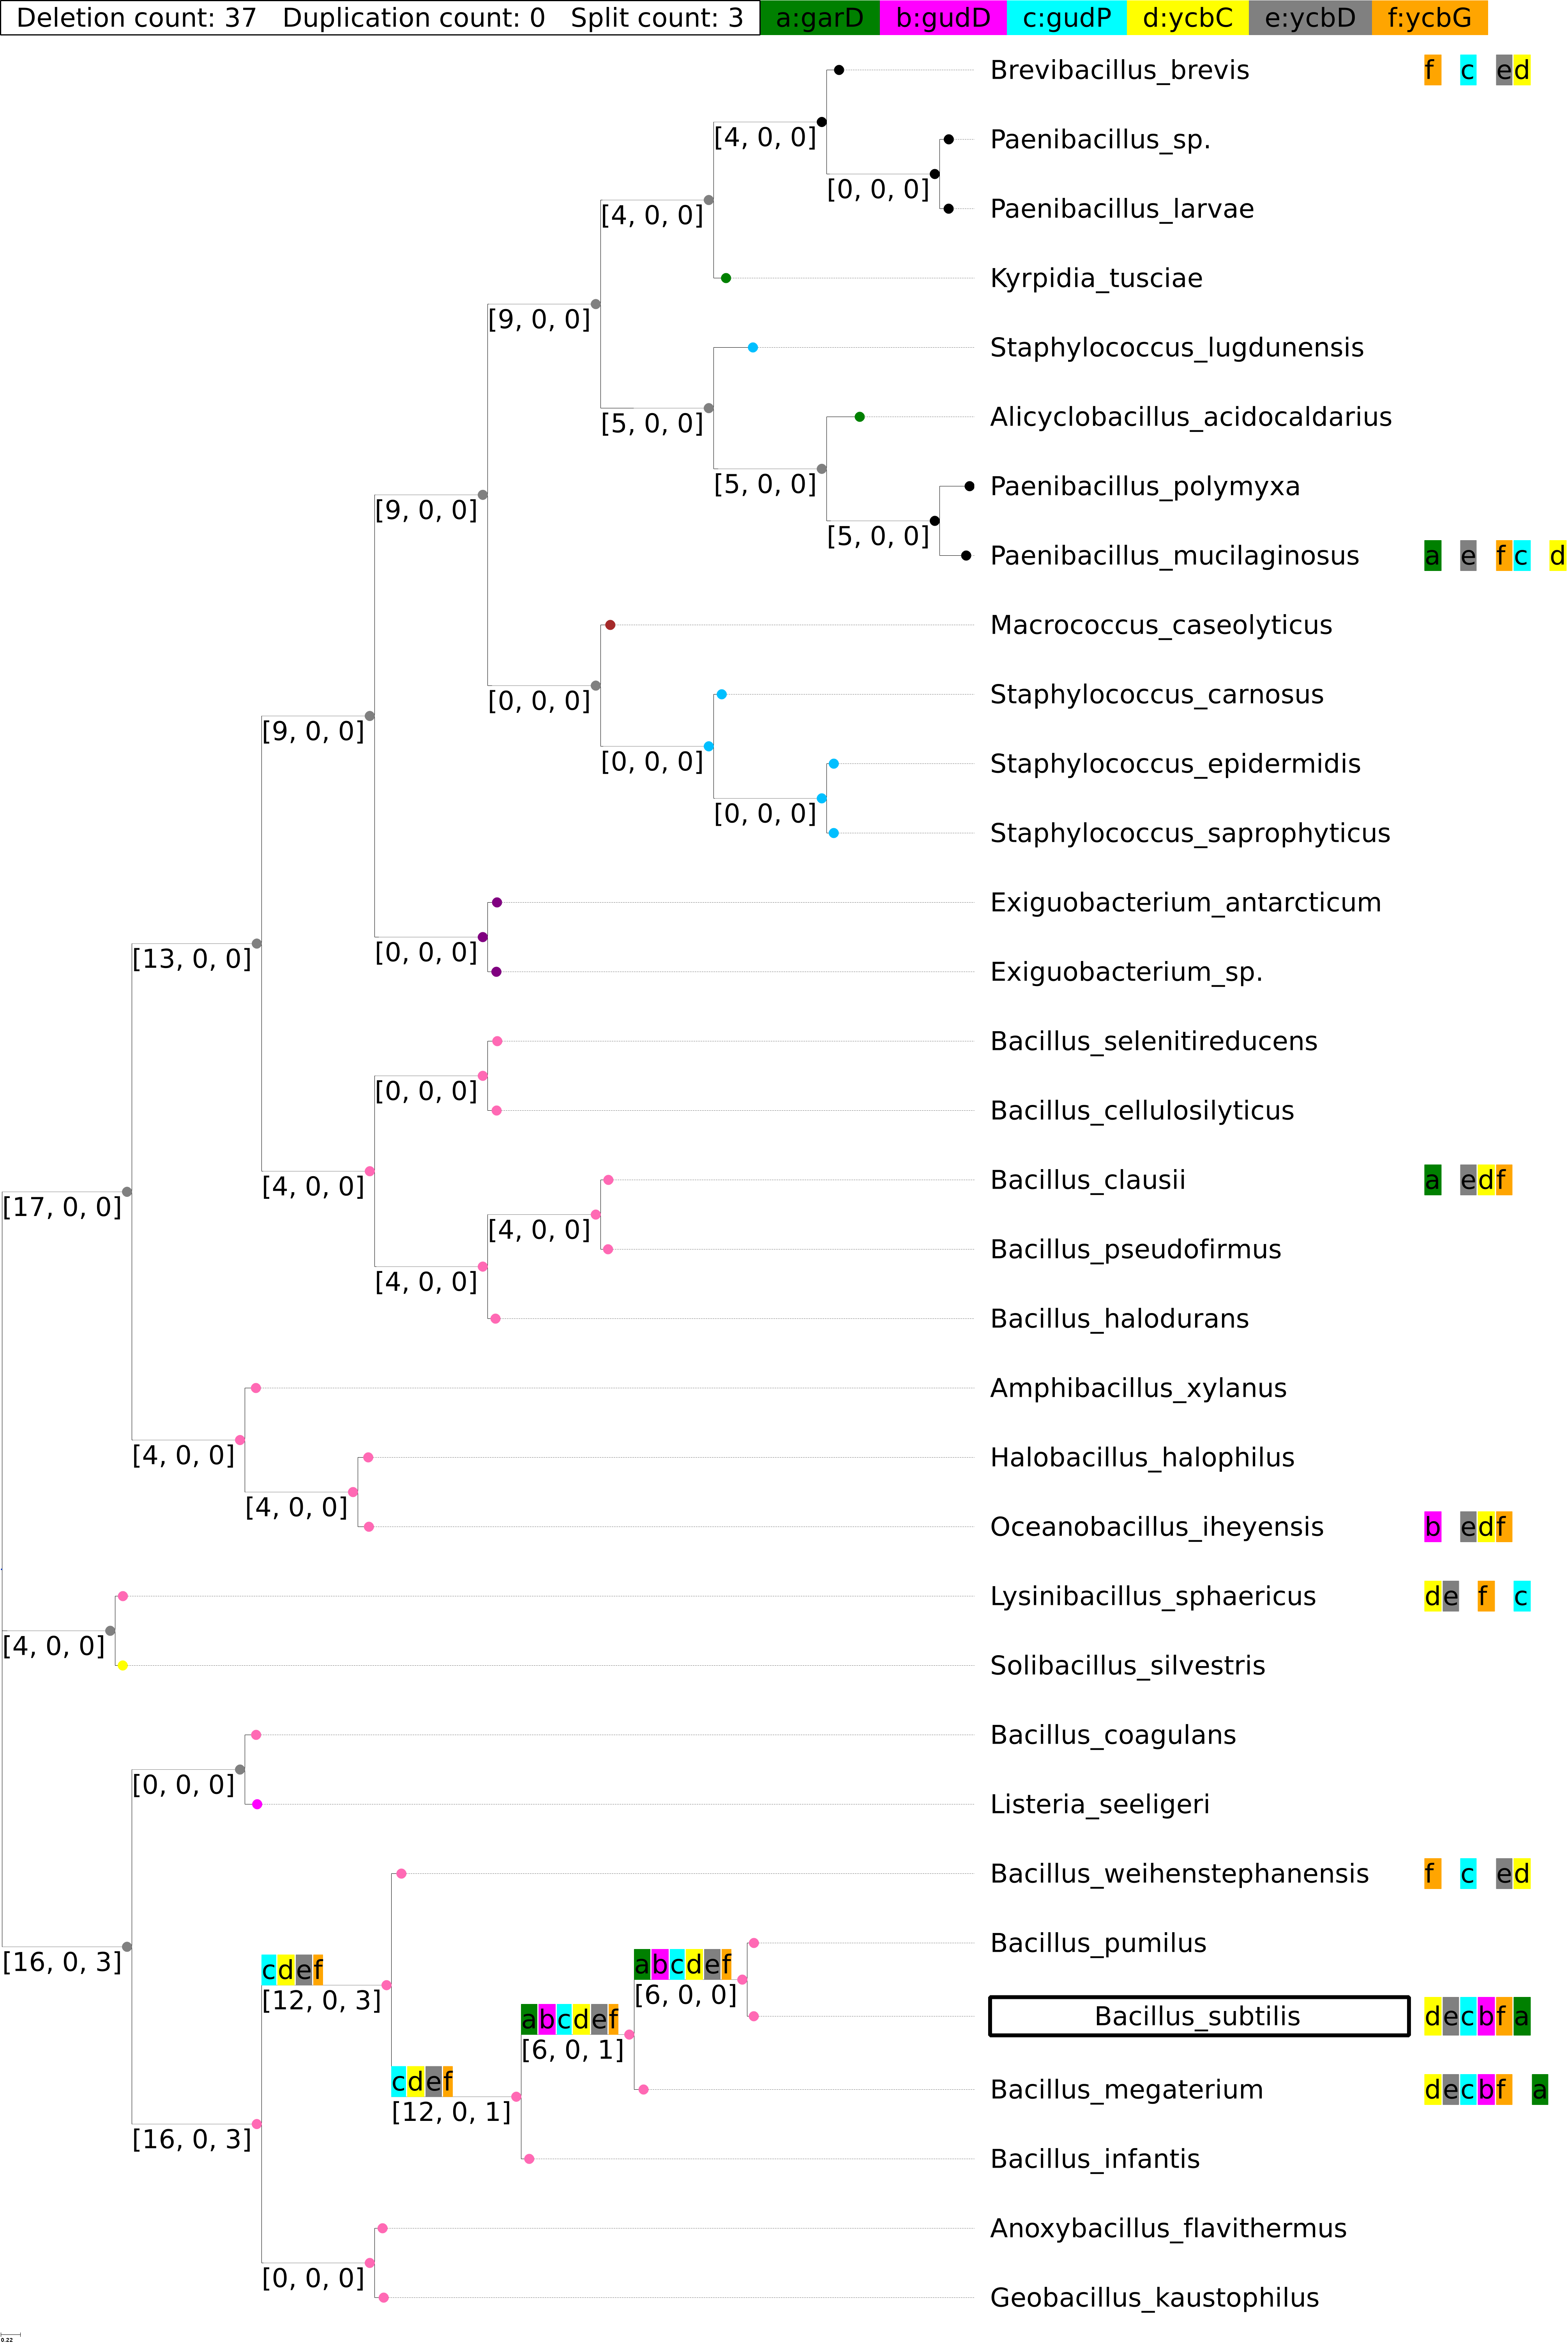 Deletion count: 37 Duplication count: 0 Split count: 3 a:garD b:gudD c:gudP d:ycbC e:ycbD f:ycbG
Brevibacillus_brevis f c ed
[4, 0, 0]
Paenibacillus_sp.
[0, 0, 0]
Paenibacillus_larvae
[4, 0, 0]
Kyrpidia_tusciae
[9, 0, 0]
Staphylococcus_lugdunensis
Alicyclobacillus_acidocaldarius
[5, 0, 0]
[5, 0, 0]
Paenibacillus_polymyxa
[9, 0, 0]
[5, 0, 0]
Paenibacillus_mucilaginosus a e fc d
Macrococcus_caseolyticus
Staphylococcus_carnosus
[0, 0, 0]
[9, 0, 0]
Staphylococcus_epidermidis
[0, 0, 0]
[0, 0, 0]
Staphylococcus_saprophyticus
Exiguobacterium_antarcticum
[0, 0, 0]
[13, 0, 0]
Exiguobacterium_sp.
Bacillus_selenitireducens
[0, 0, 0]
Bacillus_cellulosilyticus
Bacillus_clausii a edf
[4, 0, 0]
[17, 0, 0]
[4, 0, 0]
Bacillus_pseudofirmus
[4, 0, 0]
Bacillus_halodurans
Amphibacillus_xylanus
[4, 0, 0]
Halobacillus_halophilus
[4, 0, 0]
Oceanobacillus_iheyensis b edf
Lysinibacillus_sphaericus de f c
[4, 0, 0]
Solibacillus_silvestris
Bacillus_coagulans
[0, 0, 0]
Listeria_seeligeri
Bacillus_weihenstephanensis f c ed
Bacillus_pumilus
[16, 0, 3]
cdef
abcdef
[12, 0, 3]
[6, 0, 0]
Bacillus_subtilis decbfa
abcdef
[6, 0, 1]
cdef
Bacillus_megaterium decbf a
[12, 0, 1]
[16, 0, 3]
Bacillus_infantis
Anoxybacillus_flavithermus
[0, 0, 0]
Geobacillus_kaustophilus
0.22